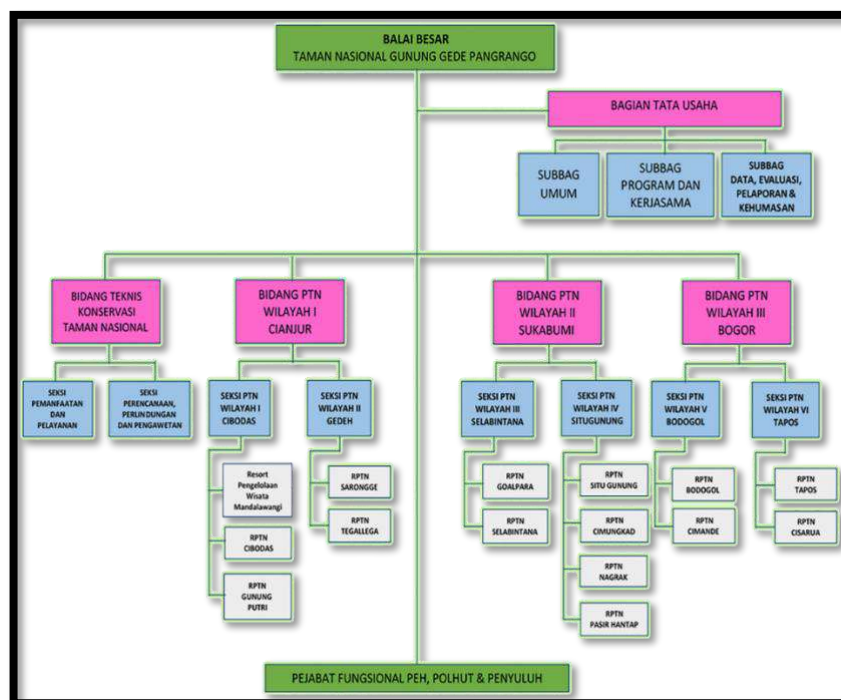 BALAI BESAR
TAMAN NASIONAL GUNUNG GEDE PANGRANGO
BAGIAN TATA USAHA
SUBBAG
UMUM
SUBBAG
PROGRAM DAN
KERJASAMA
SUBBAG
DATA, EVALUASI,
PELAPORAN &
KEHUMASAN
BIDANG TEKNIS
KONSERVASI
TAMAN NASIONAL
BIDANG PTN
WILAYAH I
CIANJUR
BIDANG PTN
WILAYAH II
SUKABUMI
BIDANG PTN
WILAYAH III
BOGOR
SEKSI
PEMANFAATAN
DAN
PELAYANAN
SEKSI
PERENCANAAN,
PERLINDUNGAN
DAN PENGAWETAN
SEKSI PTN
WILAYAH I
CIBODAS
SEKSI PTN
WILAYAH II
GEDEH
SEKSI PTN
WILAYAH III
SELABINTANA
SEKSI PTN
WILAYAH IV
SITUGUNUNG
SEKSI PTN
WILAYAH V
BODOGOL
SEKSI PTN
WILAYAH VI
TAPOS
Resort
Pengelolaan
Wisata
Mandalawangi
RPTN
CIBODAS
RPTN
GUNUNG
PUTRI
RPTN
SARONGGE
RPTN
TEGALLEGA
RPTN
GOALPARA
RPTN
SELABINTANA
RPTN
SITU GUNUNG
RPTN
CIMUNGKAD
RPTN
NAGRAK
RPTN
PASIR HANTAP
RPTN
BODOGOL
RPTN
CIMANDE
RPTN
TAPOS
RPTN
CISARUA
PEJABAT FUNGSIONAL PEH, POLHUT & PENYULUH